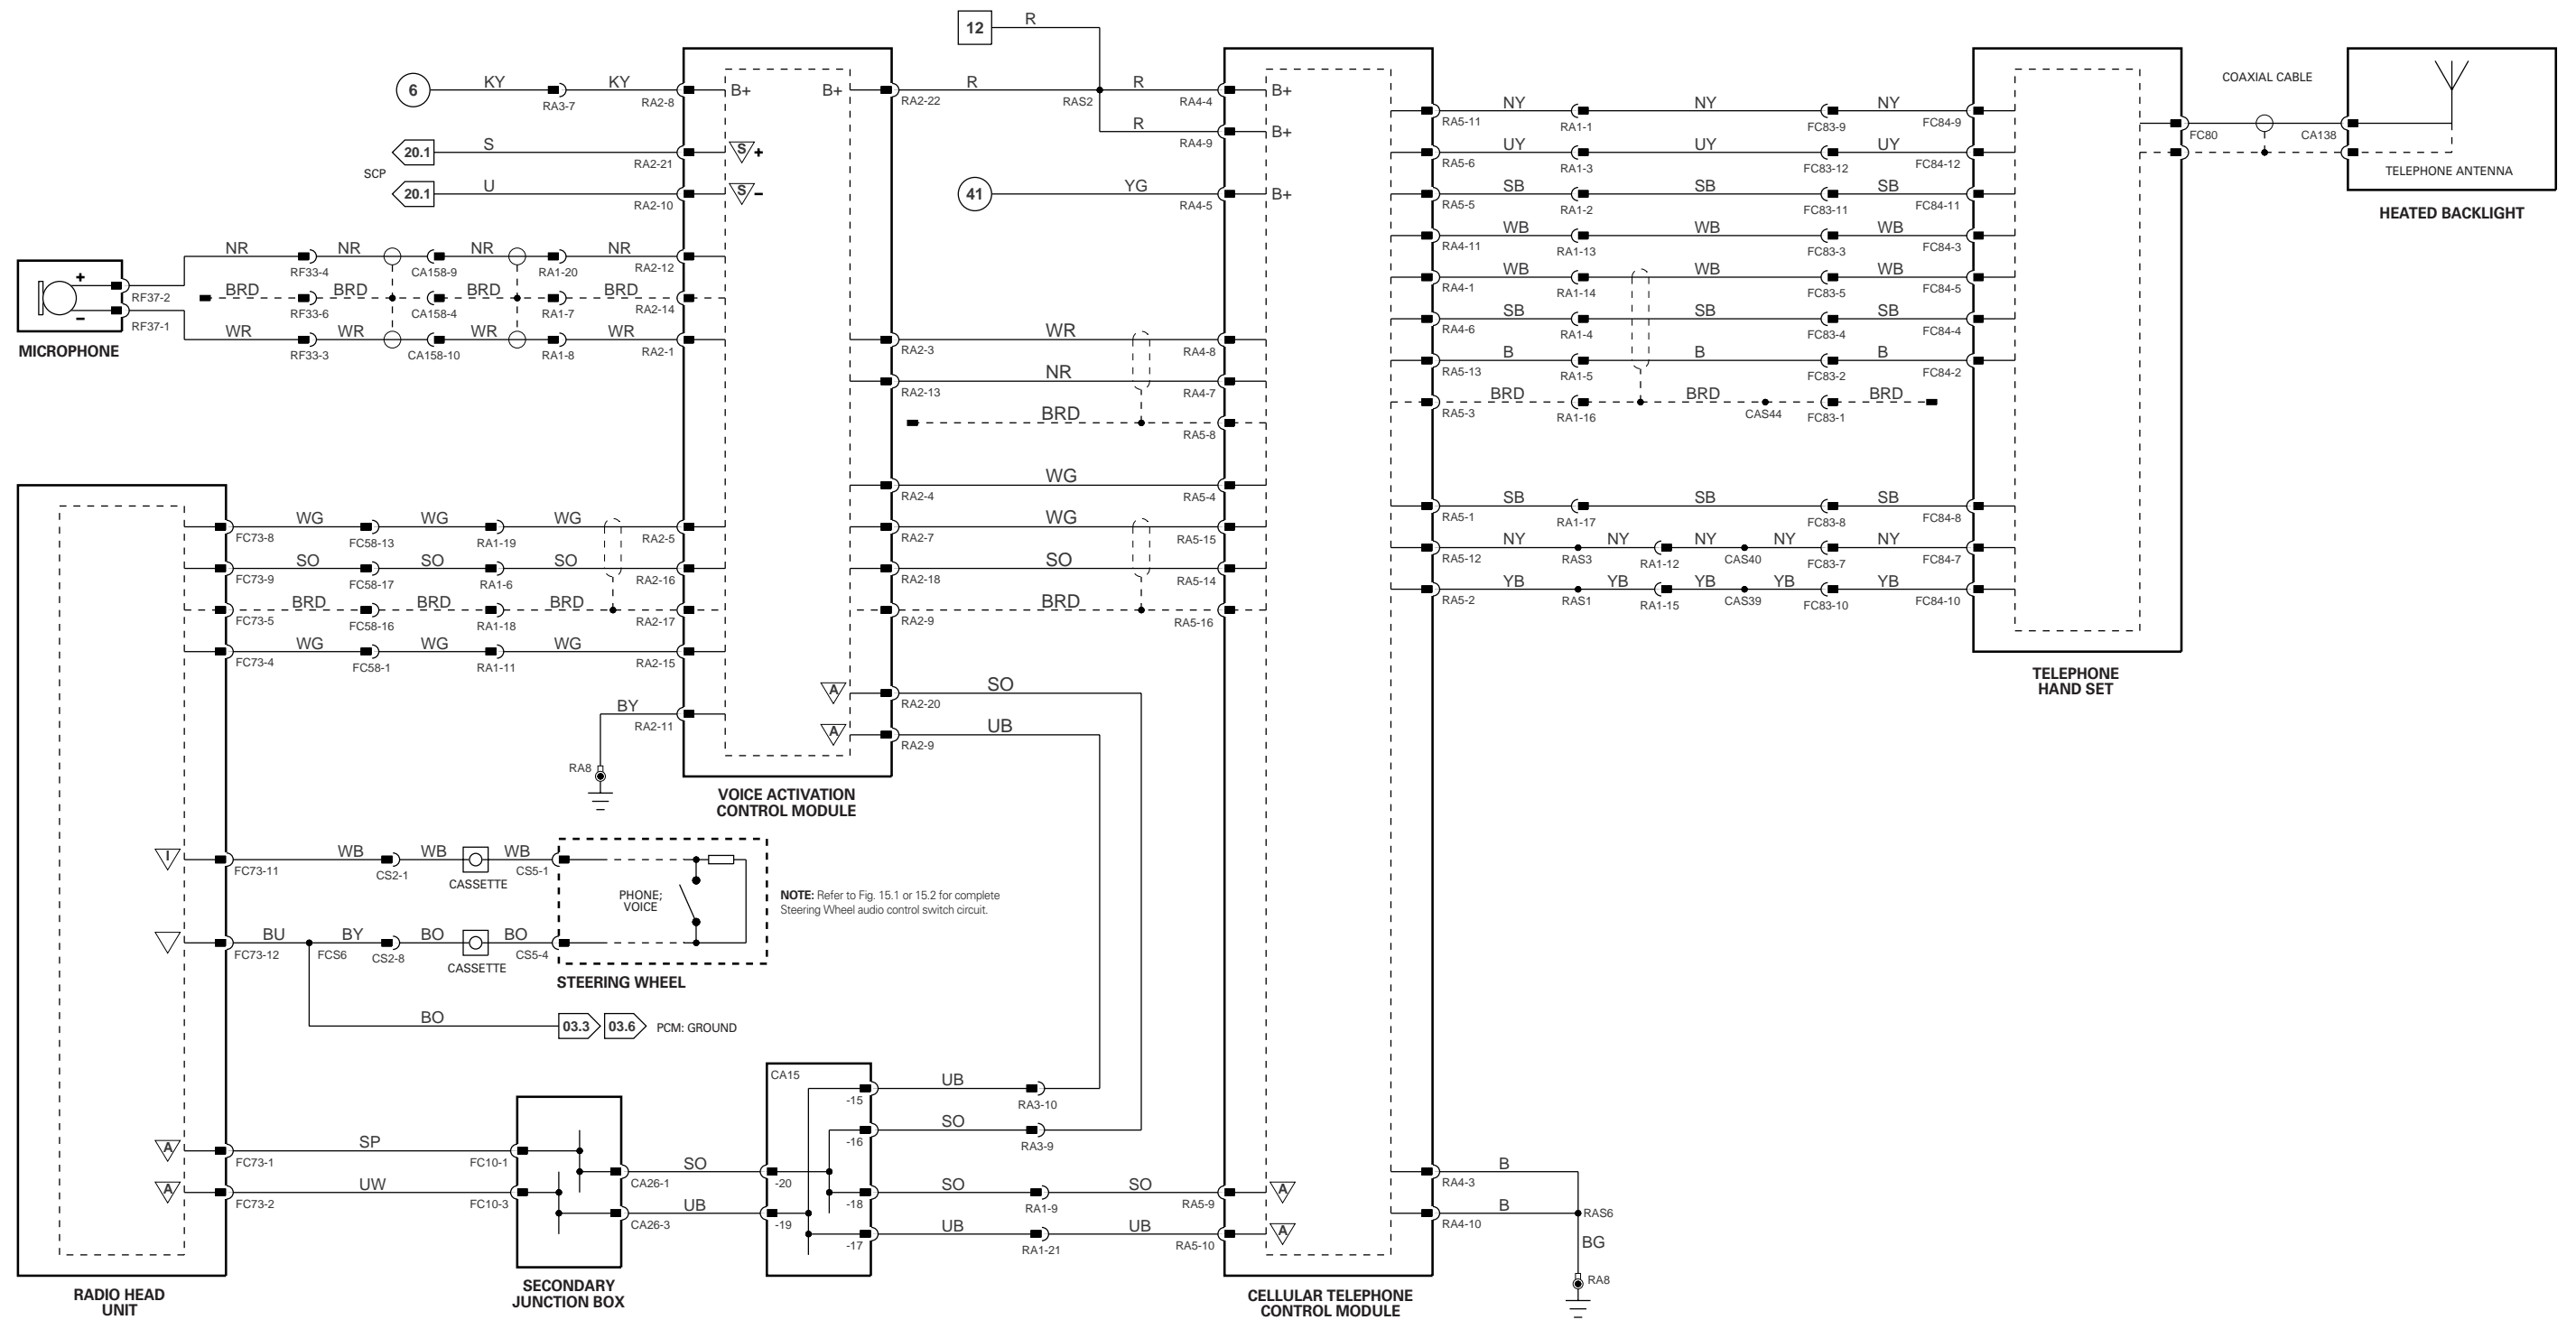 12 R
6 KY RA3-7 KY RA2-8 B+ B+ RA2-22 R RAS2 R RA4-4 B+
R RA4-9 B+
20.1 S RA2-21 S +
SCP
20.1 U RA2-10 S –
41 YG RA4-5 B+
MICROPHONE
+ RF37-2 NR RF33-4 NR CA158-9 NR RA1-20 NR RA2-12
BRD RF33-6 BRD CA158-4 BRD RA1-7 BRD RA2-14
– RF37-1 WR RF33-3 WR CA158-10 WR RA1-8 WR RA2-1
RA2-3 WR RA4-8
RA2-13 NR RA4-7
BRD RA5-8
RA2-4 WG RA5-4
RA2-7 WG RA5-15
RA2-18 SO RA5-14
RA2-9 BRD RA5-16
A RA2-20 SO
A RA2-9 UB
FC73-8 WG FC58-13 WG RA1-19 WG RA2-5
FC73-9 SO FC58-17 SO RA1-6 SO RA2-16
FC73-5 BRD FC58-16 BRD RA1-18 BRD RA2-17
FC73-4 WG FC58-1 WG RA1-11 WG RA2-15
BY RA2-11
RA8
VOICE ACTIVATION
CONTROL MODULE
I FC73-11 WB CS2-1 WB CASSETTE WB CS5-1
PHONE;
VOICE
FC73-12 BU FCS6 BY CS2-8 BO CASSETTE BO CS5-4
STEERING WHEEL
NOTE: Refer to Fig. 15.1 or 15.2 for complete
Steering Wheel audio control switch circuit.
BO 03.3 03.6 PCM: GROUND
A FC73-1 SP FC10-1
A FC73-2 UW FC10-3
RADIO HEAD
UNIT
CA26-1 SO -20
CA26-3 UB -19
SECONDARY
JUNCTION BOX
CA15
-15 UB RA3-10
-16 SO RA3-9
-18 SO RA1-9 SO RA5-9 A
-17 UB RA1-21 UB RA5-10 A
CELLULAR TELEPHONE
CONTROL MODULE
RA5-11 NY RA1-1 NY FC83-9 NY FC84-9
RA5-6 UY RA1-3 UY FC83-12 UY FC84-12
RA5-5 SB RA1-2 SB FC83-11 SB FC84-11
RA4-11 WB RA1-13 WB FC83-3 WB FC84-3
RA4-1 WB RA1-14 WB FC83-5 WB FC84-5
RA4-6 SB RA1-4 SB FC83-4 SB FC84-4
RA5-13 B RA1-5 B FC83-2 B FC84-2
RA5-3 BRD RA1-16 BRD CAS44 FC83-1 BRD
RA5-1 SB RA1-17 SB FC83-8 SB FC84-8
RA5-12 NY RAS3 NY RA1-12 NY CAS40 NY FC83-7 NY FC84-7
RA5-2 YB RAS1 YB RA1-15 YB CAS39 YB FC83-10 YB FC84-10
RA4-3 B
RA4-10 B RAS6
BG
RA8
TELEPHONE
HAND SET
FC80 COAXIAL CABLE CA138
TELEPHONE ANTENNA
HEATED BACKLIGHT